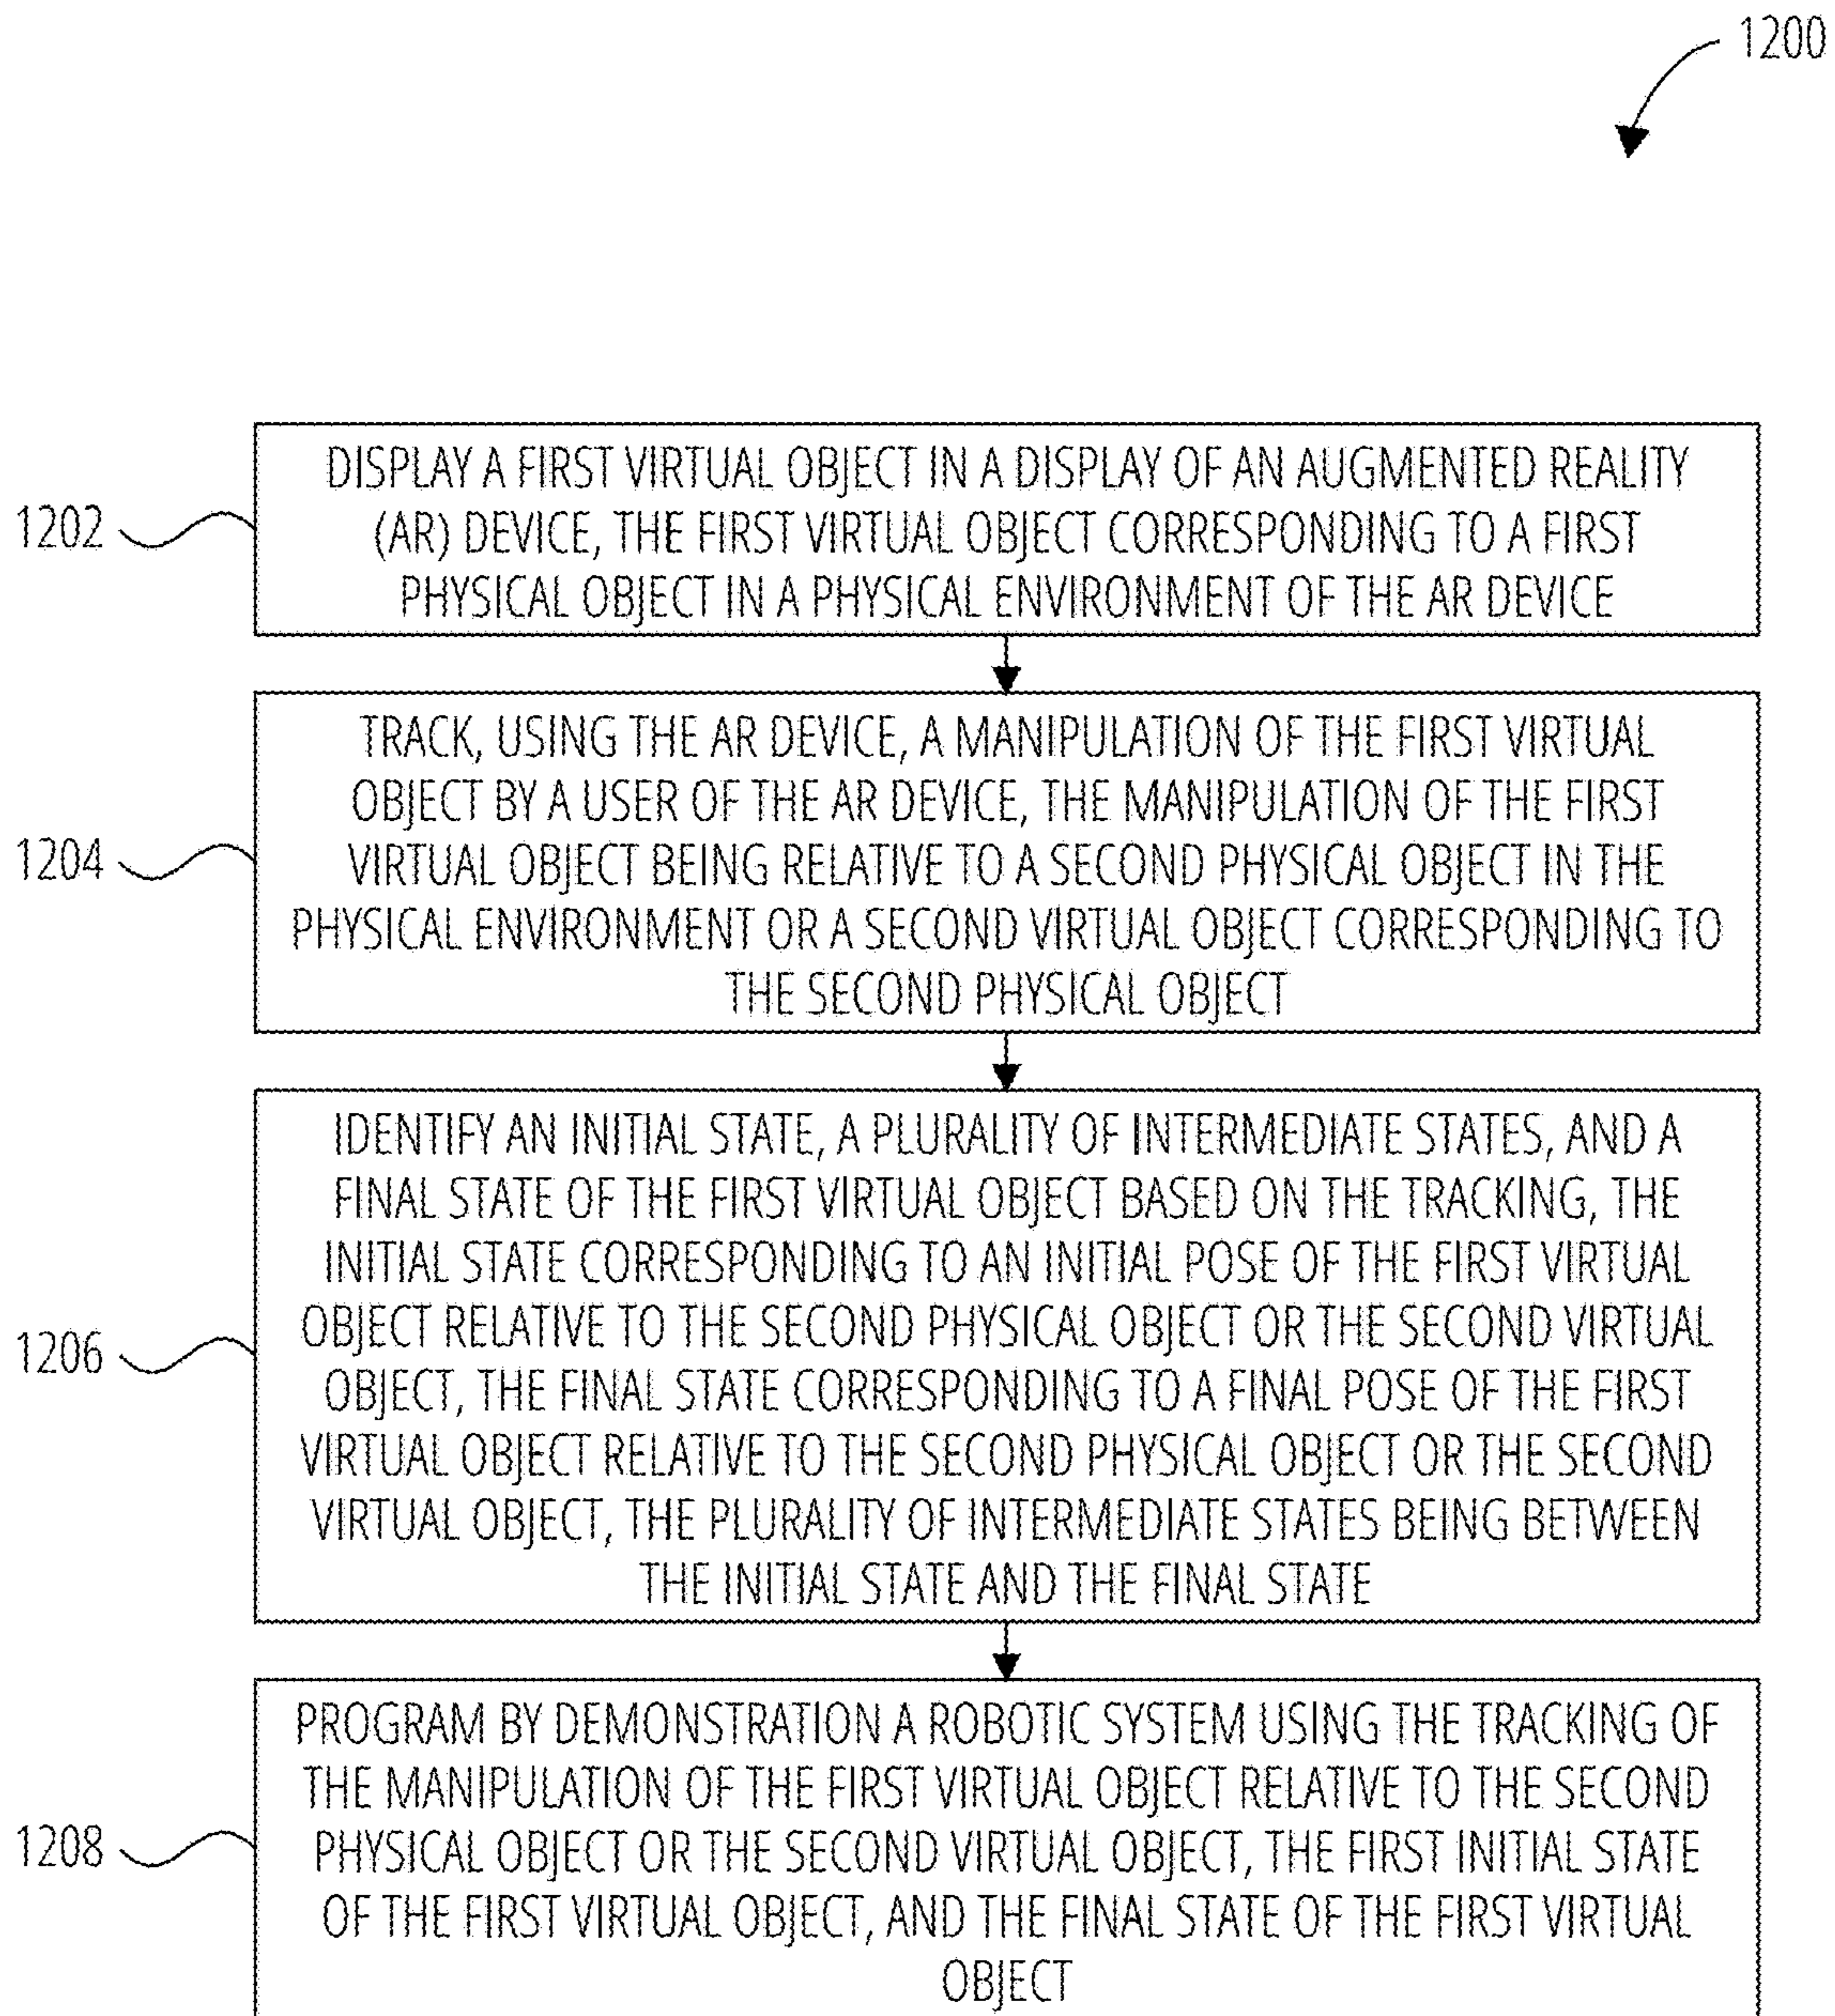 1200
1202
DISPLAY A FIRST VIRTUAL OBJECT IN A DISPLAY OF AN AUGMENTED REALITY
(AR) DEVICE, THE FIRST VIRTUAL OBJECT CORRESPONDING TO A FIRST
PHYSICAL OBJECT IN A PHYSICAL ENVIRONMENT OF THE AR DEVICE
1204
TRACK, USING THE AR DEVICE, A MANIPULATION OF THE FIRST VIRTUAL
OBJECT BY A USER OF THE AR DEVICE, THE MANIPULATION OF THE FIRST
VIRTUAL OBJECT BEING RELATIVE TO A SECOND PHYSICAL OBJECT IN THE
PHYSICAL ENVIRONMENT OR A SECOND VIRTUAL OBJECT CORRESPONDING TO
THE SECOND PHYSICAL OBJECT
1206
IDENTIFY AN INITIAL STATE, A PLURALITY OF INTERMEDIATE STATES, AND A
FINAL STATE OF THE FIRST VIRTUAL OBJECT BASED ON THE TRACKING, THE
INITIAL STATE CORRESPONDING TO AN INITIAL POSE OF THE FIRST VIRTUAL
OBJECT RELATIVE TO THE SECOND PHYSICAL OBJECT OR THE SECOND VIRTUAL
OBJECT, THE FINAL STATE CORRESPONDING TO A FINAL POSE OF THE FIRST
VIRTUAL OBJECT RELATIVE TO THE SECOND PHYSICAL OBJECT OR THE SECOND
VIRTUAL OBJECT, THE PLURALITY OF INTERMEDIATE STATES BEING BETWEEN
THE INITIAL STATE AND THE FINAL STATE
1208
PROGRAM BY DEMONSTRATION A ROBOTIC SYSTEM USING THE TRACKING OF
THE MANIPULATION OF THE FIRST VIRTUAL OBJECT RELATIVE TO THE SECOND
PHYSICAL OBJECT OR THE SECOND VIRTUAL OBJECT, THE FIRST INITIAL STATE
OF THE FIRST VIRTUAL OBJECT, AND THE FINAL STATE OF THE FIRST VIRTUAL
OBJECT